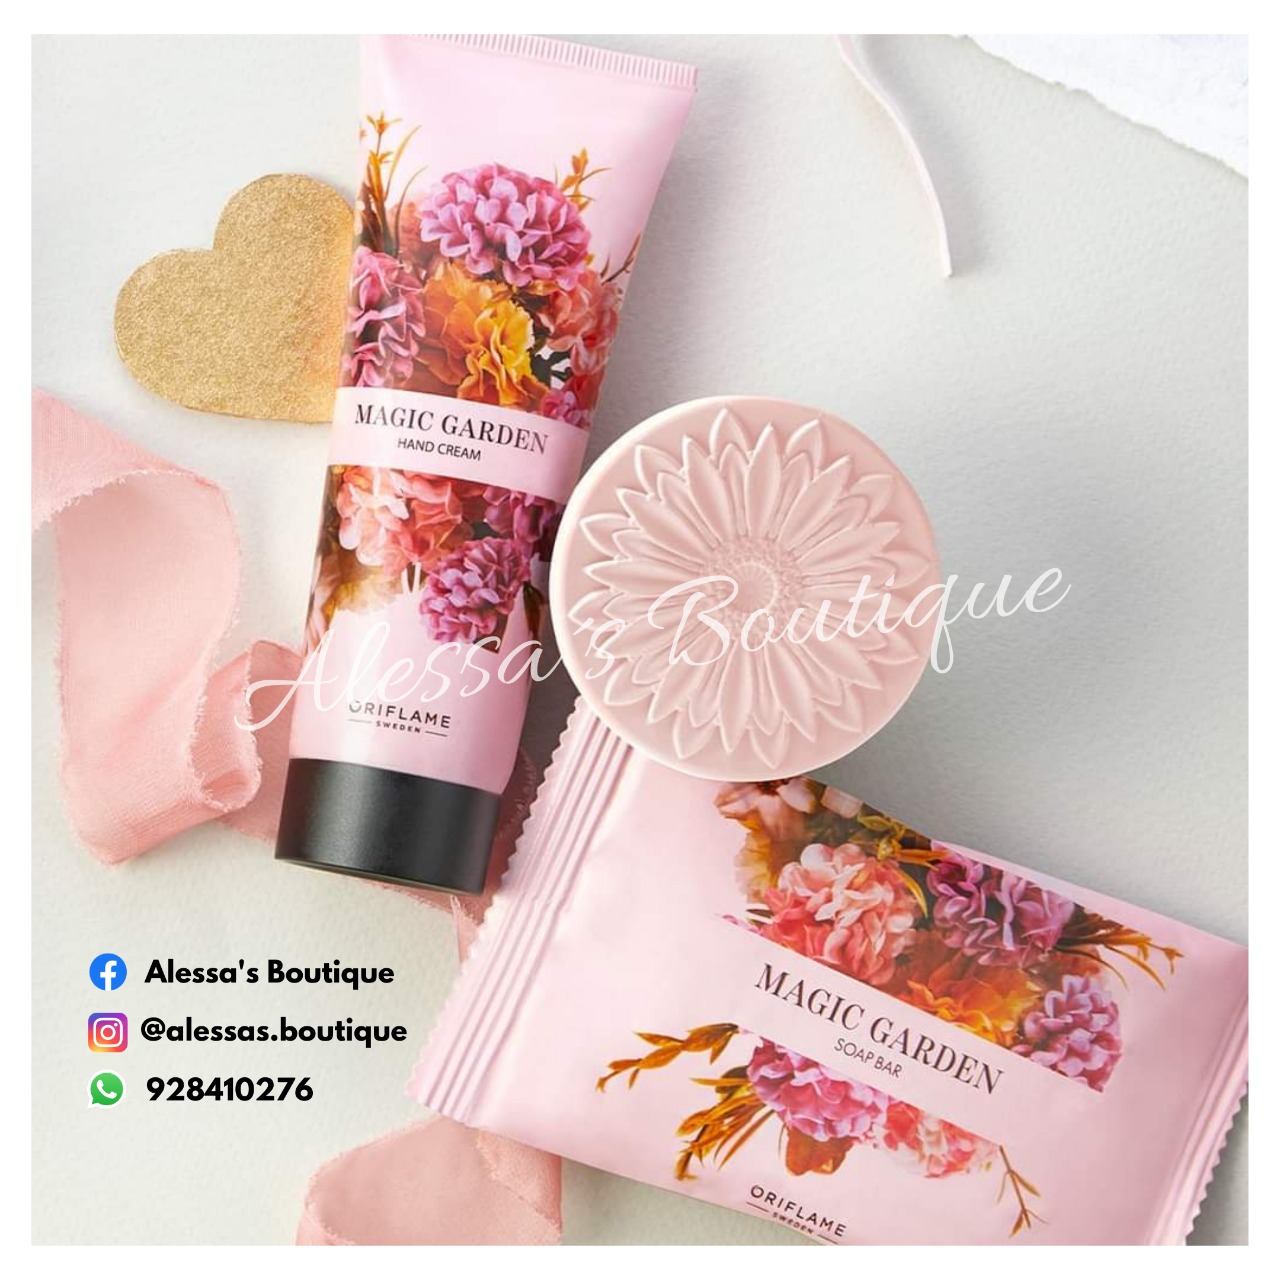 MAGIC GARDEN
HAND CREAM
Alessa's Boutique
ORIFLAME
SWEDEN
Alessa's Boutique
@alessas.boutique
928410276
MAGIC GARDEN
SOAP BAR
ORIFLAME
SWEDEN